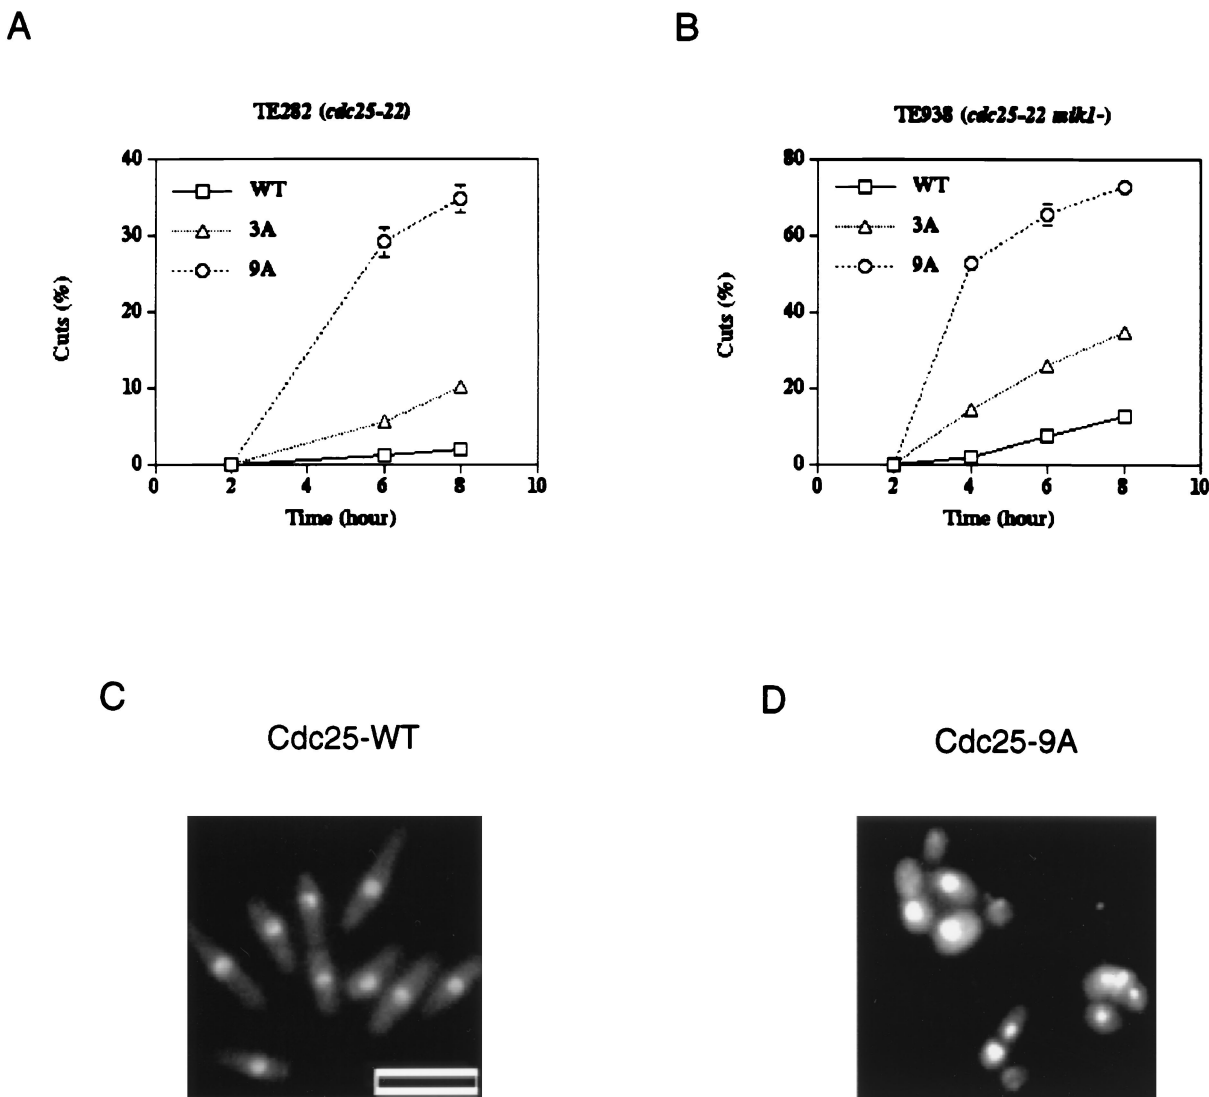 A
TE282 (cdc25-22)
40
30
20
10
0
Cuts (%)
WT
3A
9A
0 2 4 6 8 10
Time (hour)
B
TE938 (cdc25-22 mik1-)
80
60
40
20
0
Cuts (%)
WT
3A
9A
0 2 4 6 8 10
Time (hour)
C
Cdc25-WT
D
Cdc25-9A